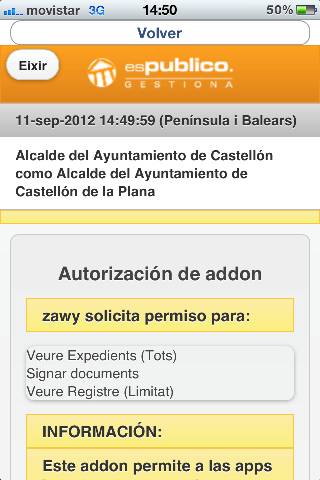 movistar 3G 14:50 50%
Volver
Eixir
espublico.
GESTIONA
11-sep-2012 14:49:59 (Península i Balears)
Alcalde del Ayuntamiento de Castellón
como Alcalde del Ayuntamiento de
Castellón de la Plana
Autorización de addon
zawy solicita permiso para:
Veure Expedients (Tots)
Signar documents
Veure Registre (Limitat)
INFORMACIÓN:
Este addon permite a las apps